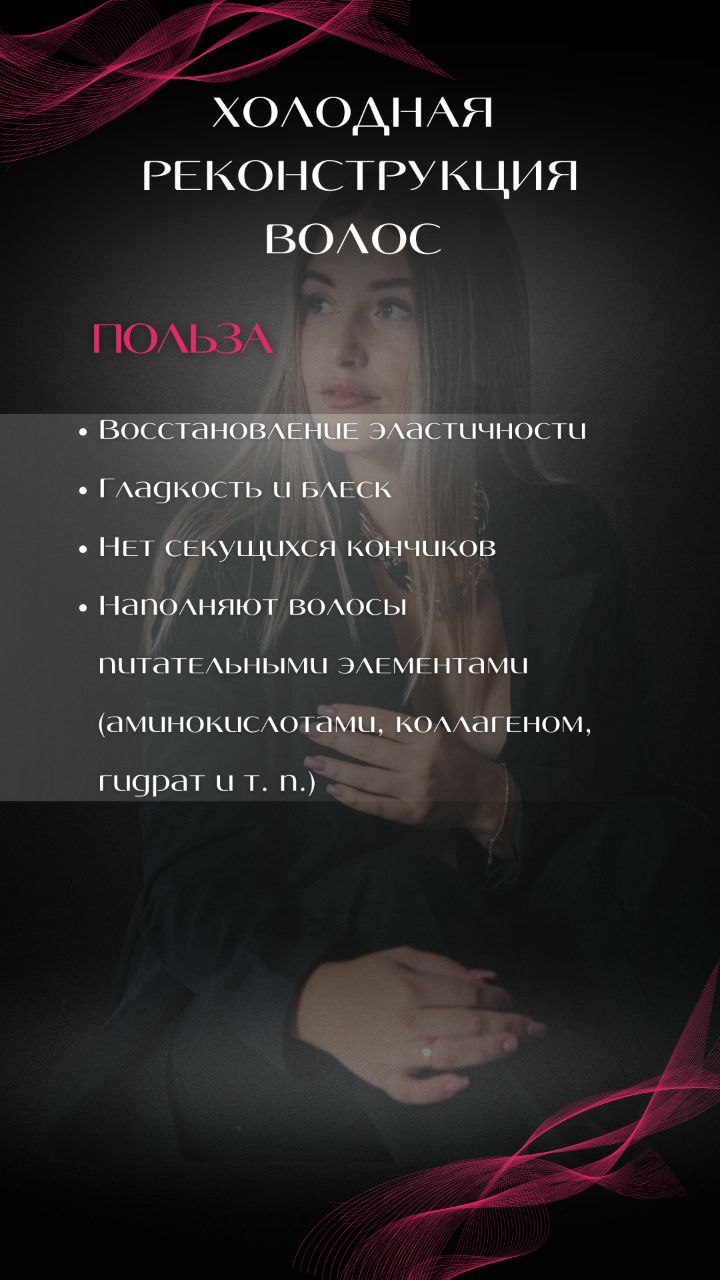 ХОЛОДНАЯ
РЕКОНСТРУКЦИЯ
ВОЛОС
ПОЛЬЗА
• Восстановление эластичности
• Гладкость и блеск
• Нет секущихся кончиков
• Наполняют волосы
питательными элементами
(аминокислотами, коллагеном,
гидрат и т. п.)